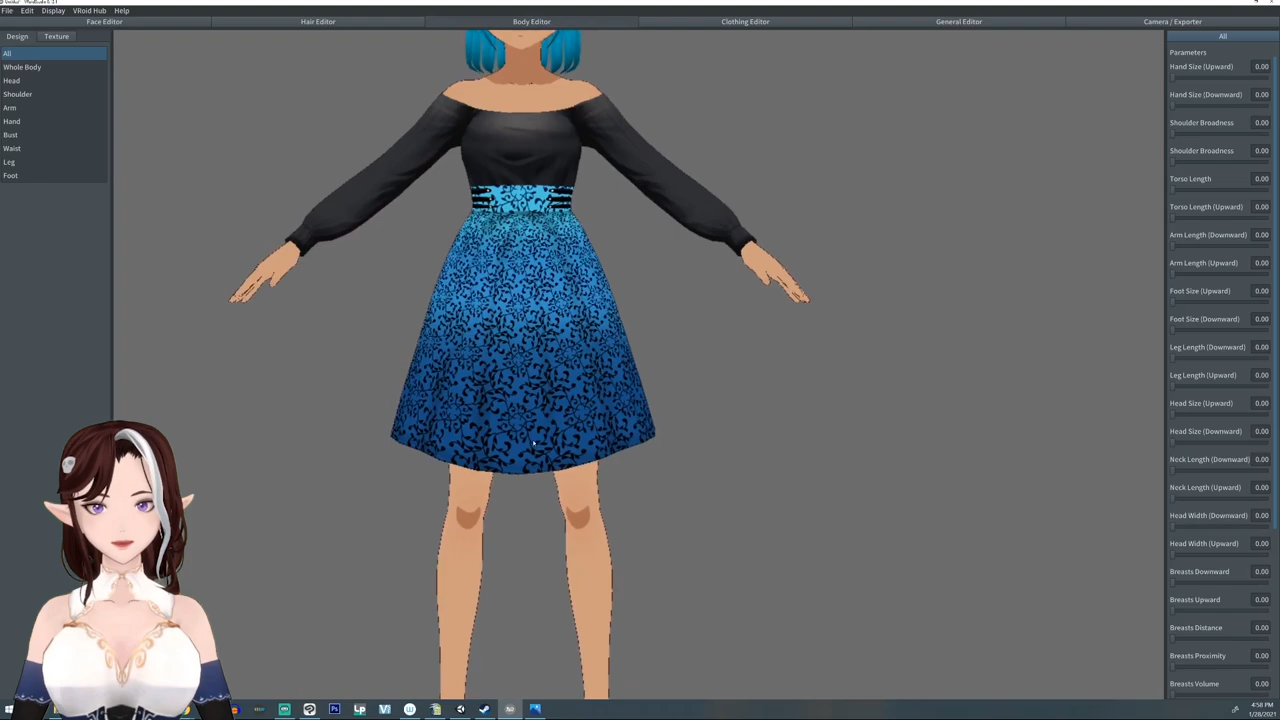 File Edit Display VRoid Hub Help
Face Editor Hair Editor Body Editor Clothing Editor General Editor Camera / Exporter
Design Texture
All
Whole Body
Head
Shoulder
Arm
Hand
Bust
Waist
Leg
Foot
All
Parameters
Hand Size (Upward) 0.00
Hand Size (Downward) 0.00
Shoulder Broadness 0.00
Shoulder Broadness 0.00
Torso Length 0.00
Torso Length (Upward) 0.00
Arm Length (Downward) 0.00
Arm Length (Upward) 0.00
Foot Size (Upward) 0.00
Foot Size (Downward) 0.00
Leg Length (Downward) 0.00
Leg Length (Upward) 0.00
Head Size (Upward) 0.00
Head Size (Downward) 0.00
Neck Length (Downward) 0.00
Neck Length (Upward) 0.00
Head Width (Downward) 0.00
Head Width (Upward) 0.00
Breasts Downward 0.00
Breasts Upward 0.00
Breasts Distance 0.00
Breasts Proximity 0.00
Breasts Volume 0.00
4:58 PM
1/28/2021